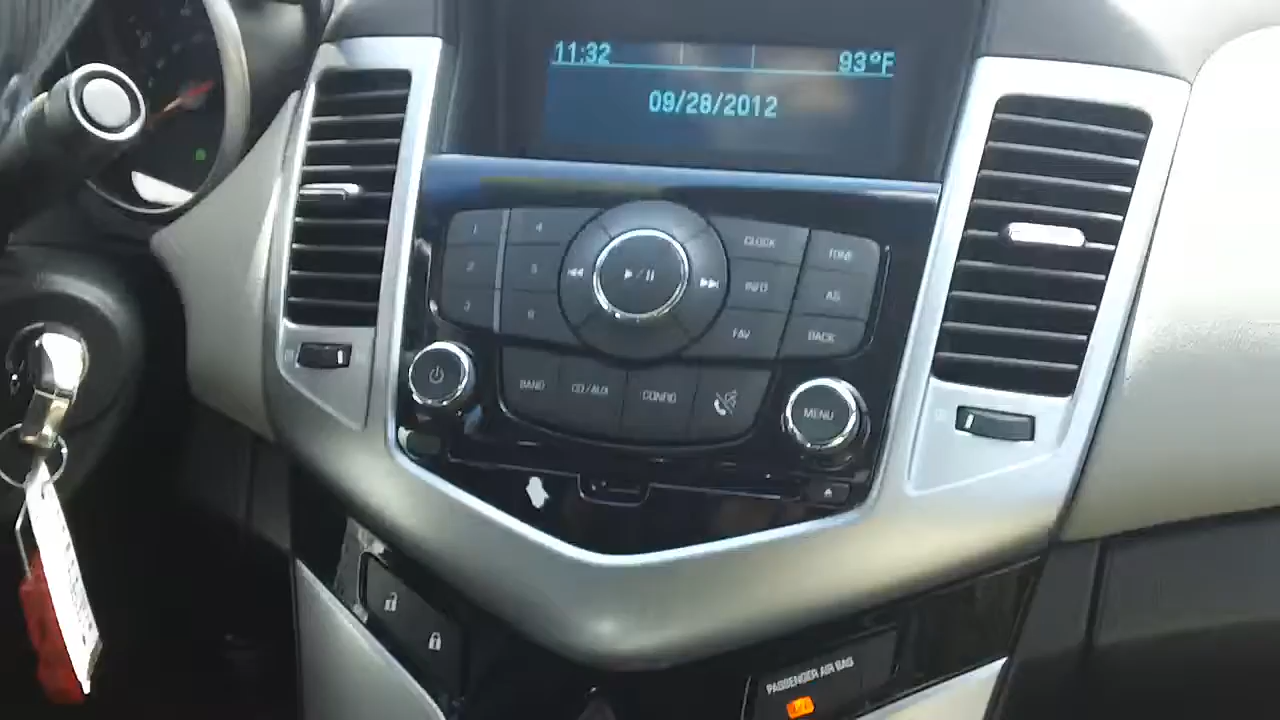 11:32 93°F
09/28/2012
1 4
CLOCK TONE
2 5
INFO AS
3 6
FAV BACK
BAND CD/AUX CONFIG
MENU
PASSENGER AIR BAG